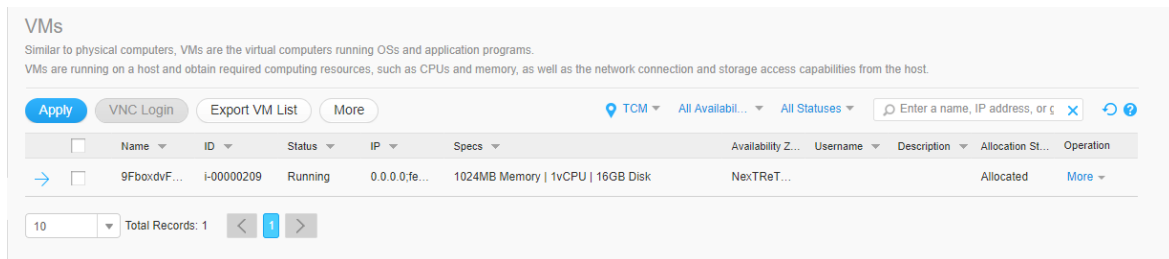 VMs
Similar to physical computers, VMs are the virtual computers running OSs and application programs.
VMs are running on a host and obtain required computing resources, such as CPUs and memory, as well as the network connection and storage access capabilities from the host.
Apply VNC Login Export VM List More TCM All Availabil... All Statuses Enter a name, IP address, or g
Name ID Status IP Specs Availability Z... Username Description Allocation St... Operation
9FboxdvF... i-00000209 Running 0.0.0.0;fe... 1024MB Memory | 1vCPU | 16GB Disk NexTReT... Allocated More
10 Total Records: 1 1